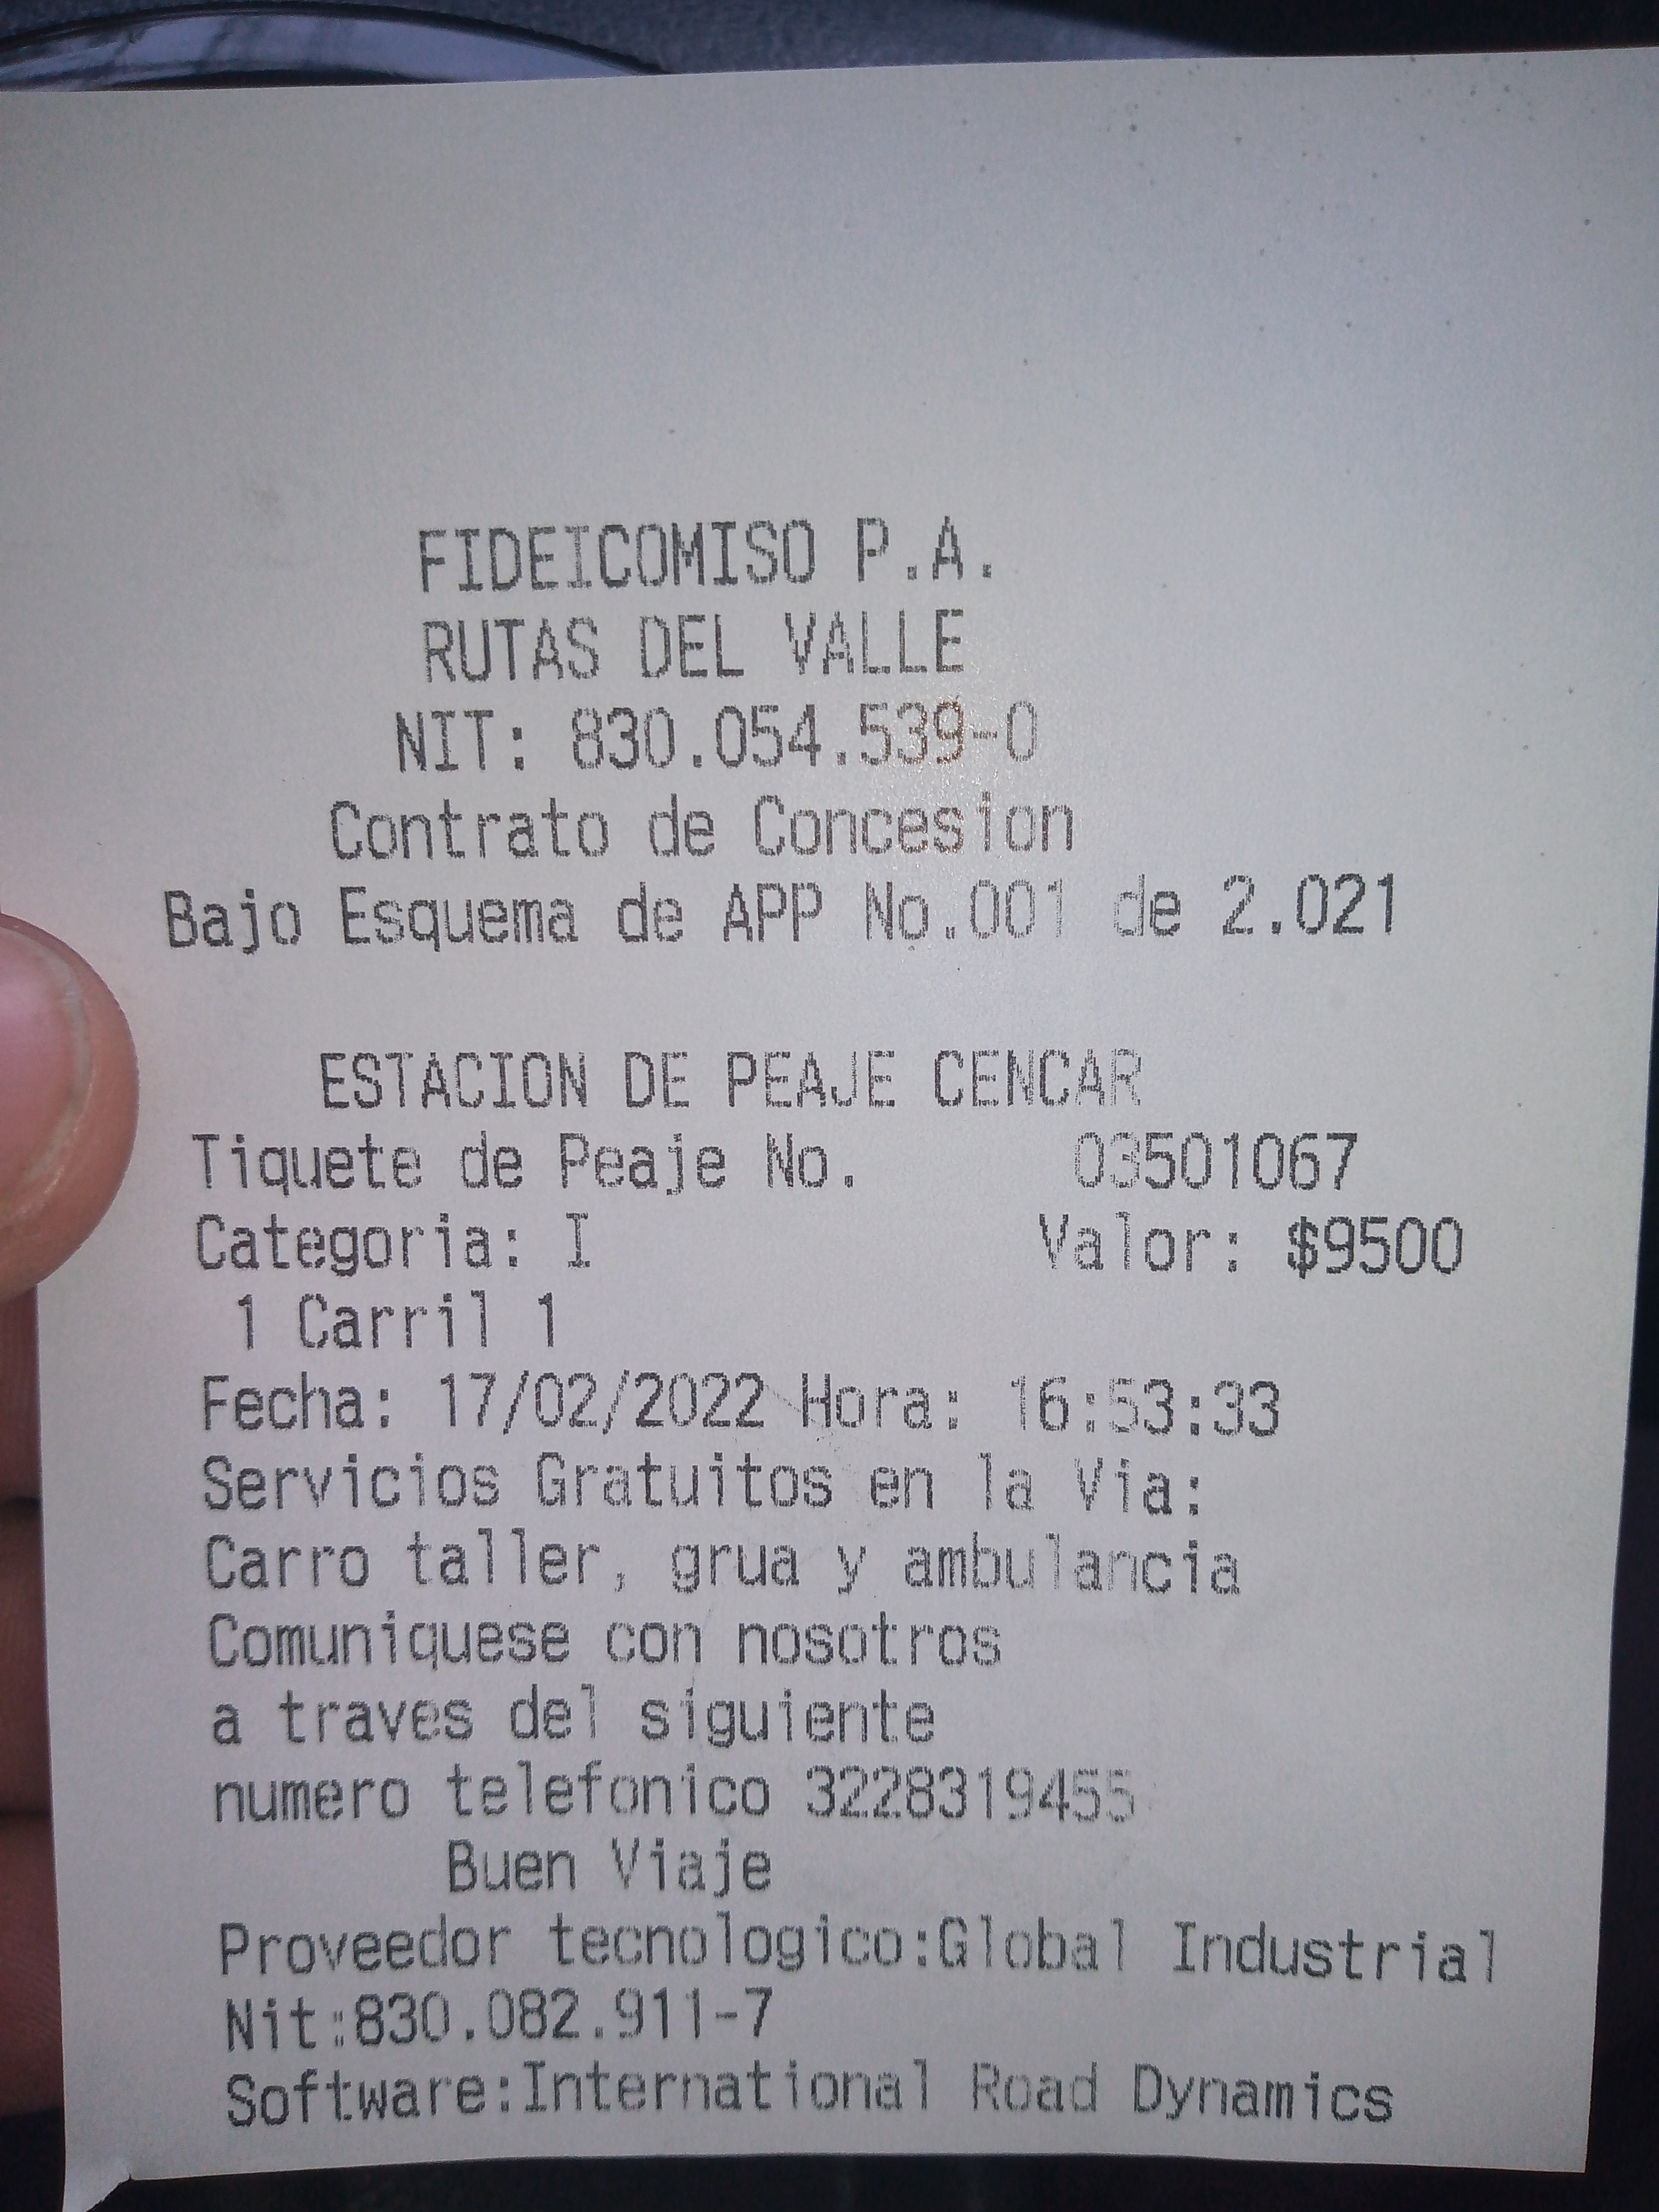 FIDEICOMISO P.A.
RUTAS DEL VALLE
NIT: 830.054.539-0
Contrato de Concesion
Bajo Esquema de APP No.001 de 2.021
ESTACION DE PEAJE CENCAR
Tiquete de Peaje No. 03501067
Categoria: I Valor: $9500
1 Carril 1
Fecha: 17/02/2022 Hora: 16:53:33
Servicios Gratuitos en la Via:
Carro taller, grua y ambulancia
Comuniquese con nosotros
a traves del siguiente
numero telefonico 3228319455
Buen Viaje
Proveedor tecnologico:Global Industrial
Nit:830.082.911-7
Software:International Road Dynamics